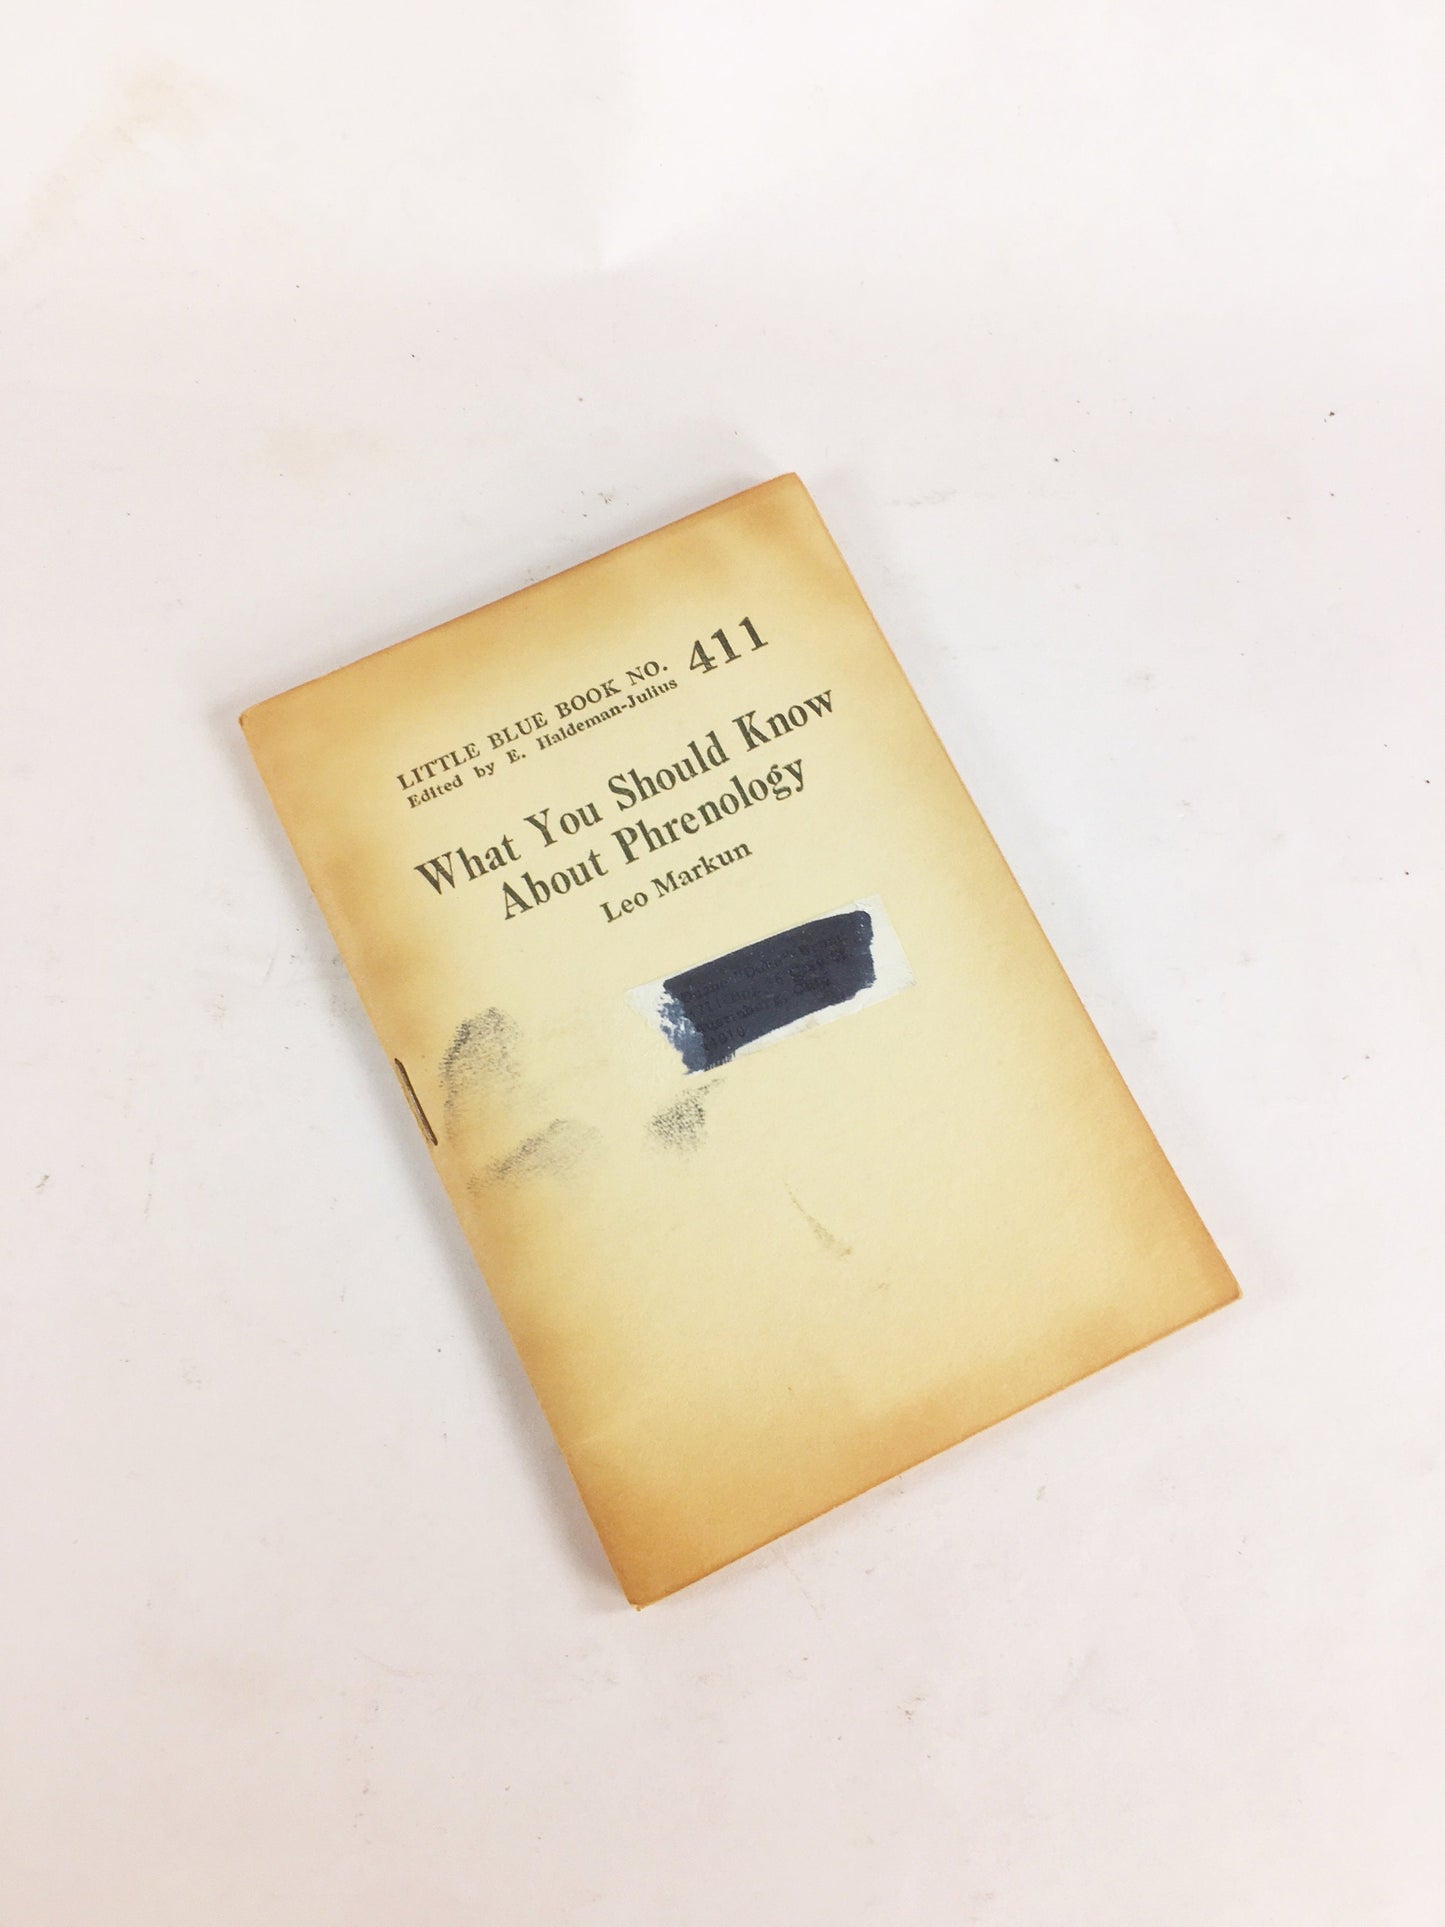 LITTLE BLUE BOOK NO. 411
Edited by E. Haldeman-Julius
What You Should Know
About Phrenology
Leo Markun